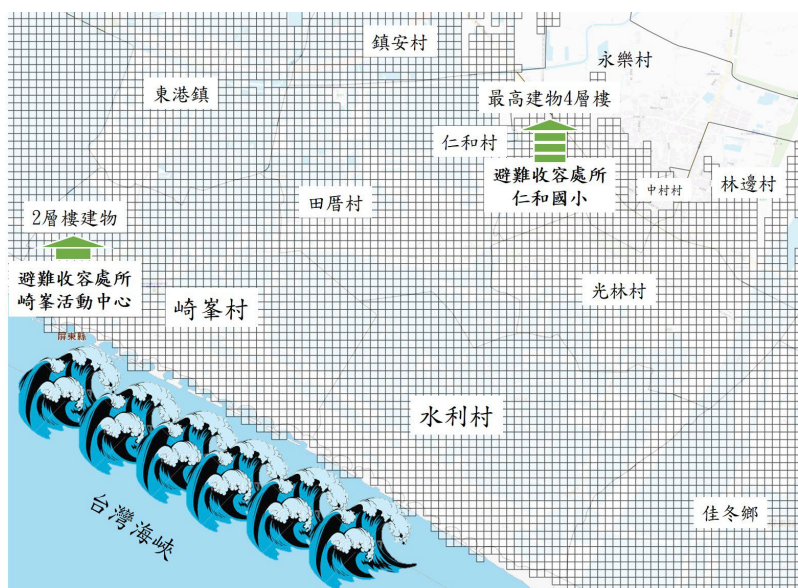 鎮安村
永樂村
東港鎮
最高建物4層樓
仁和村
避難收容處所
仁和國小
中村村
林邊村
田厝村
2層樓建物
避難收容處所
崎峯活動中心
光林村
崎峯村
屏東縣
水利村
佳冬鄉
台灣海峽